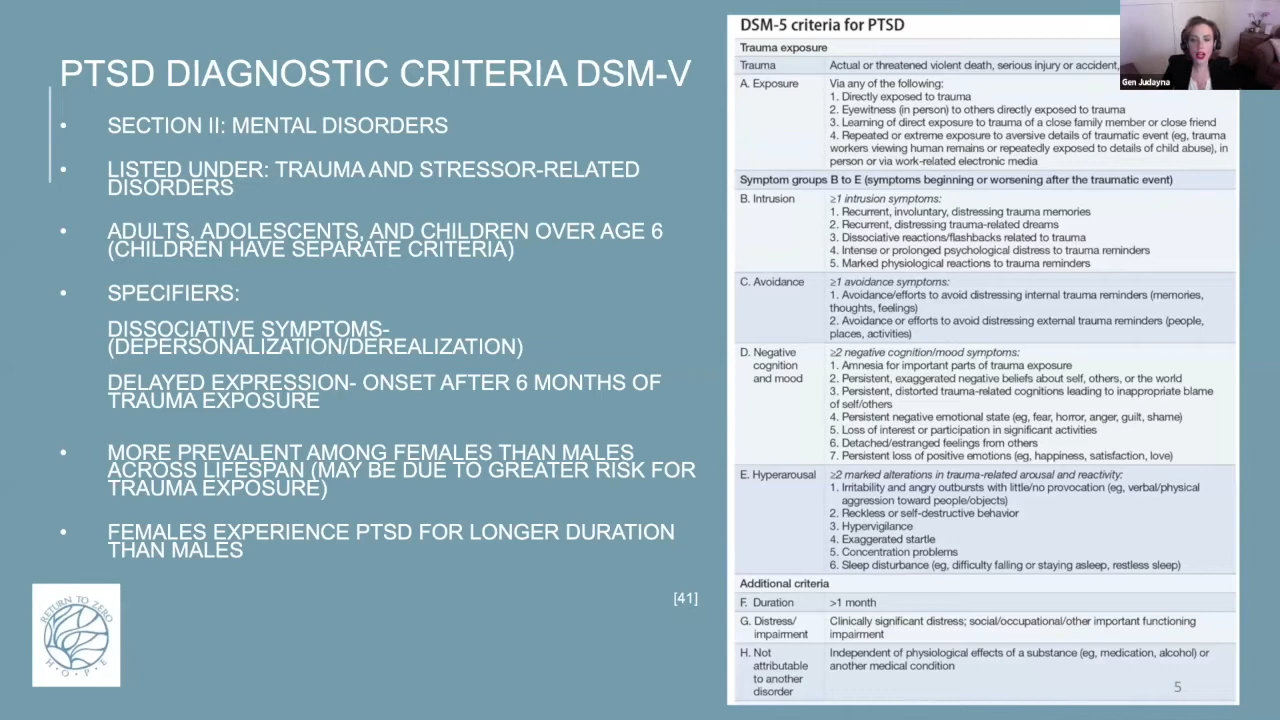 PTSD DIAGNOSTIC CRITERIA DSM-V
• SECTION II: MENTAL DISORDERS
• LISTED UNDER: TRAUMA AND STRESSOR-RELATED
DISORDERS
• ADULTS, ADOLESCENTS, AND CHILDREN OVER AGE 6
(CHILDREN HAVE SEPARATE CRITERIA)
• SPECIFIERS:
DISSOCIATIVE SYMPTOMS-
(DEPERSONALIZATION/DEREALIZATION)
DELAYED EXPRESSION- ONSET AFTER 6 MONTHS OF
TRAUMA EXPOSURE
• MORE PREVALENT AMONG FEMALES THAN MALES
ACROSS LIFESPAN (MAY BE DUE TO GREATER RISK FOR
TRAUMA EXPOSURE)
• FEMALES EXPERIENCE PTSD FOR LONGER DURATION
THAN MALES
[41]
RETURN TO ZERO
H·O·P·E
DSM-5 criteria for PTSD
Trauma exposure
Trauma Actual or threatened violent death, serious injury or accident,
A. Exposure Via any of the following:
1. Directly exposed to trauma
2. Eyewitness (in person) to others directly exposed to trauma
3. Learning of direct exposure to trauma of a close family member or close friend
4. Repeated or extreme exposure to aversive details of traumatic event (eg, trauma
workers viewing human remains or repeatedly exposed to details of child abuse), in
person or via work-related electronic media
Symptom groups B to E (symptoms beginning or worsening after the traumatic event)
B. Intrusion ≥1 intrusion symptoms:
1. Recurrent, involuntary, distressing trauma memories
2. Recurrent, distressing trauma-related dreams
3. Dissociative reactions/flashbacks related to trauma
4. Intense or prolonged psychological distress to trauma reminders
5. Marked physiological reactions to trauma reminders
C. Avoidance ≥1 avoidance symptoms:
1. Avoidance/efforts to avoid distressing internal trauma reminders (memories,
thoughts, feelings)
2. Avoidance or efforts to avoid distressing external trauma reminders (people,
places, activities)
D. Negative ≥2 negative cognition/mood symptoms:
cognition 1. Amnesia for important parts of trauma exposure
and mood 2. Persistent, exaggerated negative beliefs about self, others, or the world
3. Persistent, distorted trauma-related cognitions leading to inappropriate blame
of self/others
4. Persistent negative emotional state (eg, fear, horror, anger, guilt, shame)
5. Loss of interest or participation in significant activities
6. Detached/estranged feelings from others
7. Persistent loss of positive emotions (eg, happiness, satisfaction, love)
E. Hyperarousal ≥2 marked alterations in trauma-related arousal and reactivity:
1. Irritability and angry outbursts with little/no provocation (eg, verbal/physical
aggression toward people/objects)
2. Reckless or self-destructive behavior
3. Hypervigilance
4. Exaggerated startle
5. Concentration problems
6. Sleep disturbance (eg, difficulty falling or staying asleep, restless sleep)
Additional criteria
F. Duration >1 month
G. Distress/ Clinically significant distress; social/occupational/other important functioning
impairment impairment
H. Not Independent of physiological effects of a substance (eg, medication, alcohol) or
attributable another medical condition
to another
disorder
5
Gen Judayna